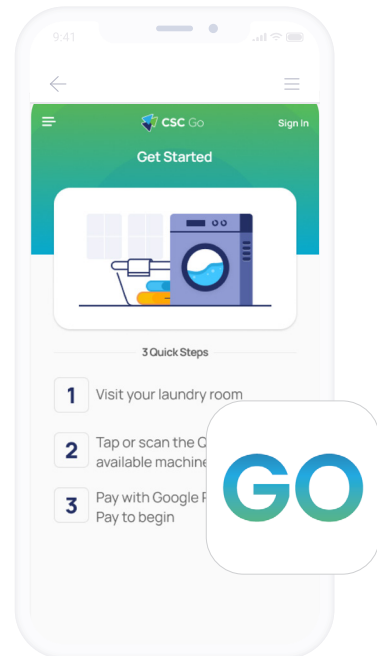 9:41
CSC Go
Sign In
Get Started
3 Quick Steps
1 Visit your laundry room
2 Tap or scan the
available machine
3 Pay with Google
Pay to begin
GO